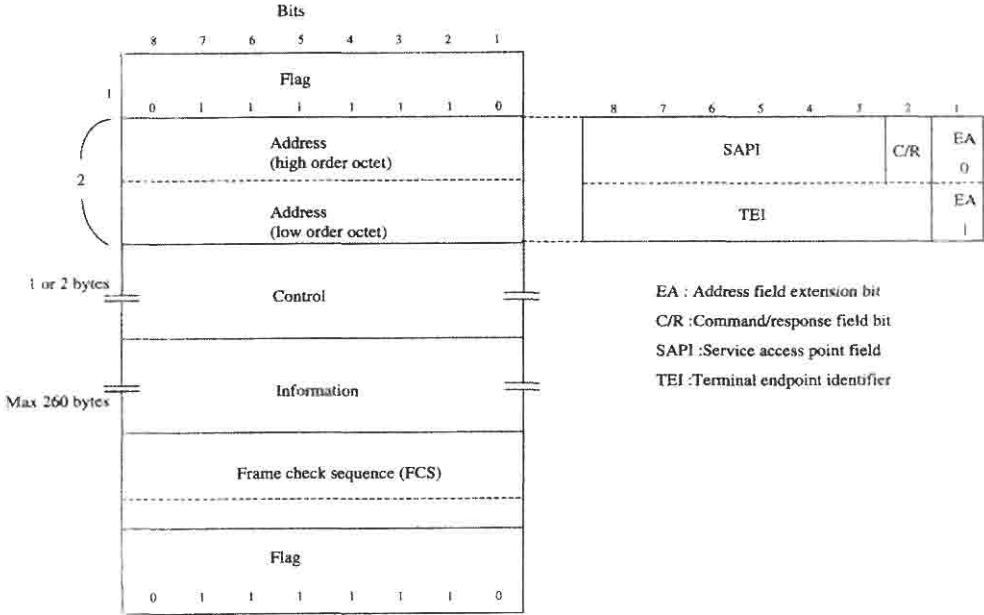 Bits
8 7 6 5 4 3 2 1
1
Flag
0 1 1 1 1 1 1 0
2
Address
(high order octet)
Address
(low order octet)
8 7 6 5 4 3 2 1
SAPI
C/R
EA
0
TEI
EA
1
1 or 2 bytes
Control
EA : Address field extension bit
C/R :Command/response field bit
SAPI :Service access point field
TEI :Terminal endpoint identifier
Max 260 bytes
Information
Frame check sequence (FCS)
Flag
0 1 1 1 1 1 1 0